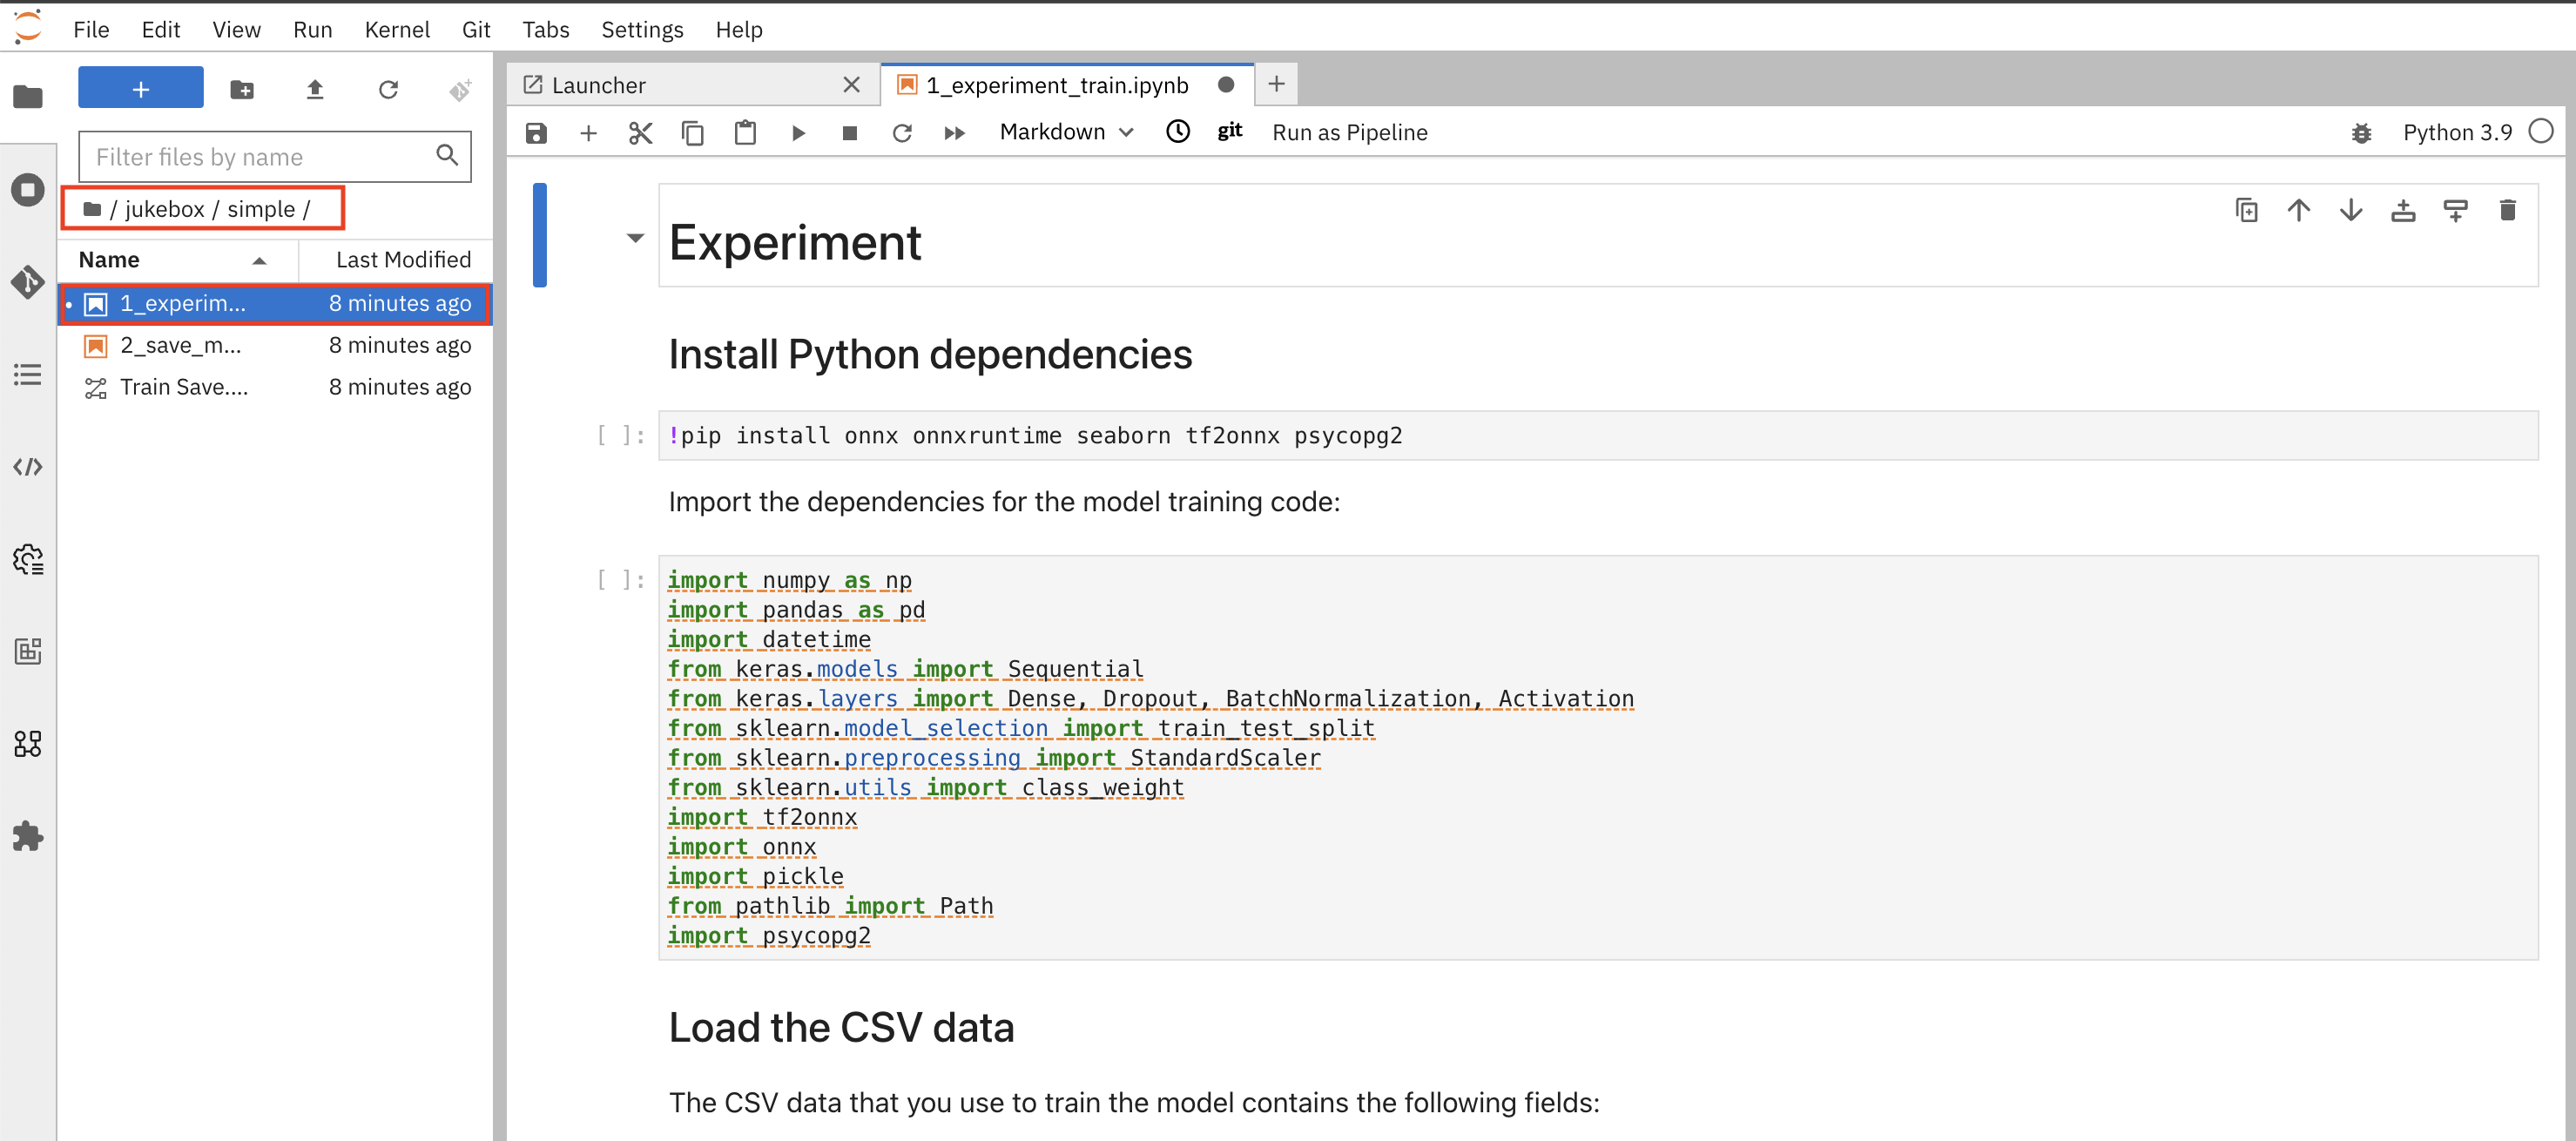 File Edit View Run Kernel Git Tabs Settings Help
+
Filter files by name
/ jukebox / simple /
Name Last Modified
1_experim... 8 minutes ago
2_save_m... 8 minutes ago
Train Save.... 8 minutes ago
Launcher
1_experiment_train.ipynb
Markdown git Run as Pipeline Python 3.9
Experiment
Install Python dependencies
[ ]: !pip install onnx onnxruntime seaborn tf2onnx psycopg2
Import the dependencies for the model training code:
[ ]: import numpy as np
import pandas as pd
import datetime
from keras.models import Sequential
from keras.layers import Dense, Dropout, BatchNormalization, Activation
from sklearn.model_selection import train_test_split
from sklearn.preprocessing import StandardScaler
from sklearn.utils import class_weight
import tf2onnx
import onnx
import pickle
from pathlib import Path
import psycopg2
Load the CSV data
The CSV data that you use to train the model contains the following fields: